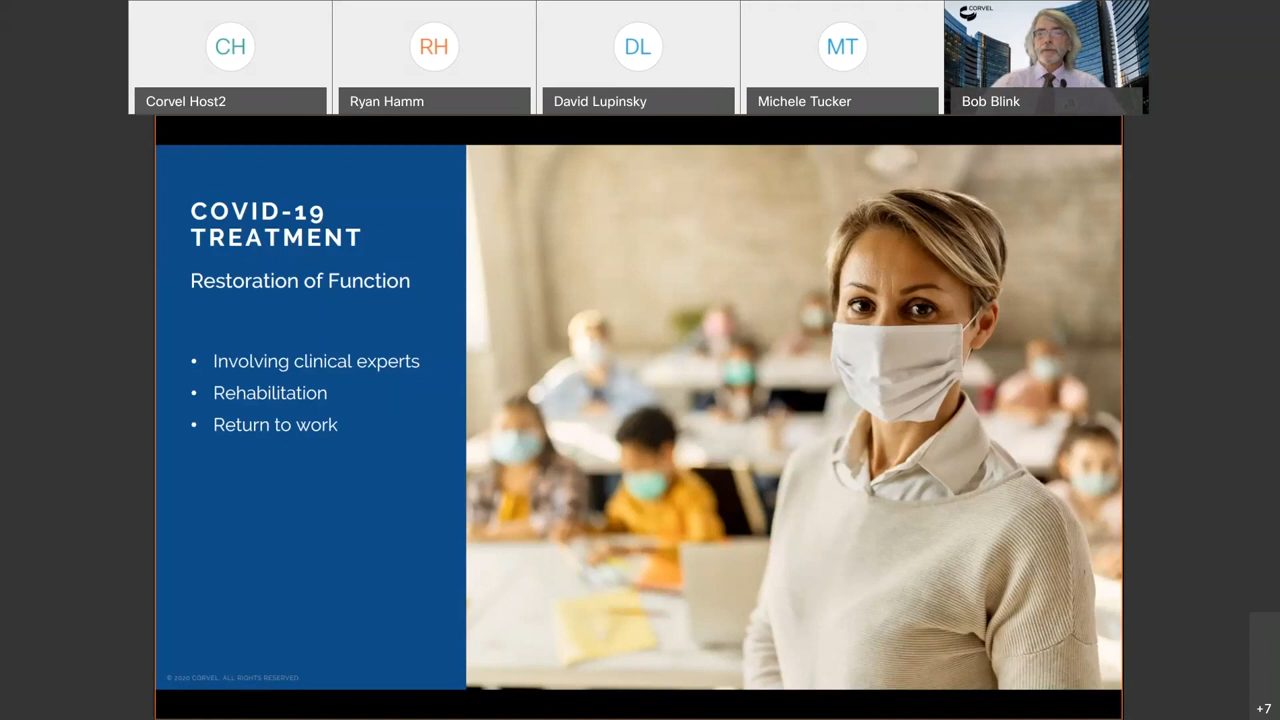 CH
RH
DL
MT
CORVEL
Corvel Host2
Ryan Hamm
David Lupinsky
Michele Tucker
Bob Blink
COVID-19
TREATMENT
Restoration of Function
• Involving clinical experts
• Rehabilitation
• Return to work
© 2020 CORVEL. ALL RIGHTS RESERVED.
+7